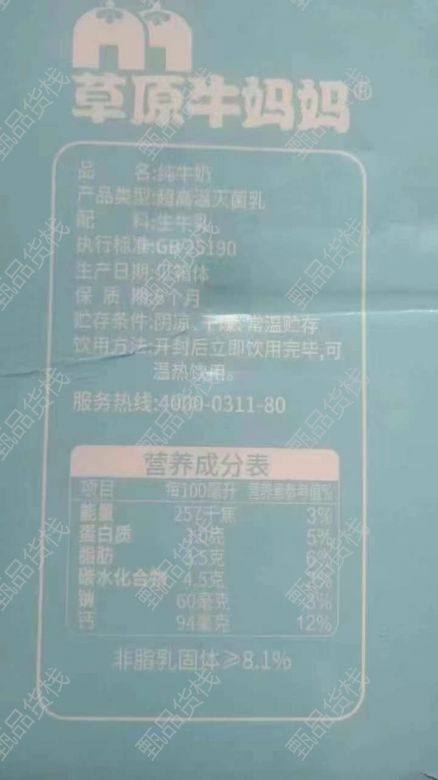 草原牛妈妈®
品 名:纯牛奶
产品类型:超高温灭菌乳
配 料:生牛乳
执行标准:GB 25190
生产日期:见箱体
保 质 期:6个月
贮存条件:阴凉、干燥、常温贮存
饮用方法:开封后立即饮用完毕,可
温热饮用。
服务热线:4000-0311-80
营养成分表
项目 每100毫升 营养素参考值%
能量 257千焦 3%
蛋白质 3.0克 5%
脂肪 3.5克 6%
碳水化合物 4.5克
钠 60毫克 3%
钙 94毫克 12%
非脂乳固体≥8.1%
甄品货栈